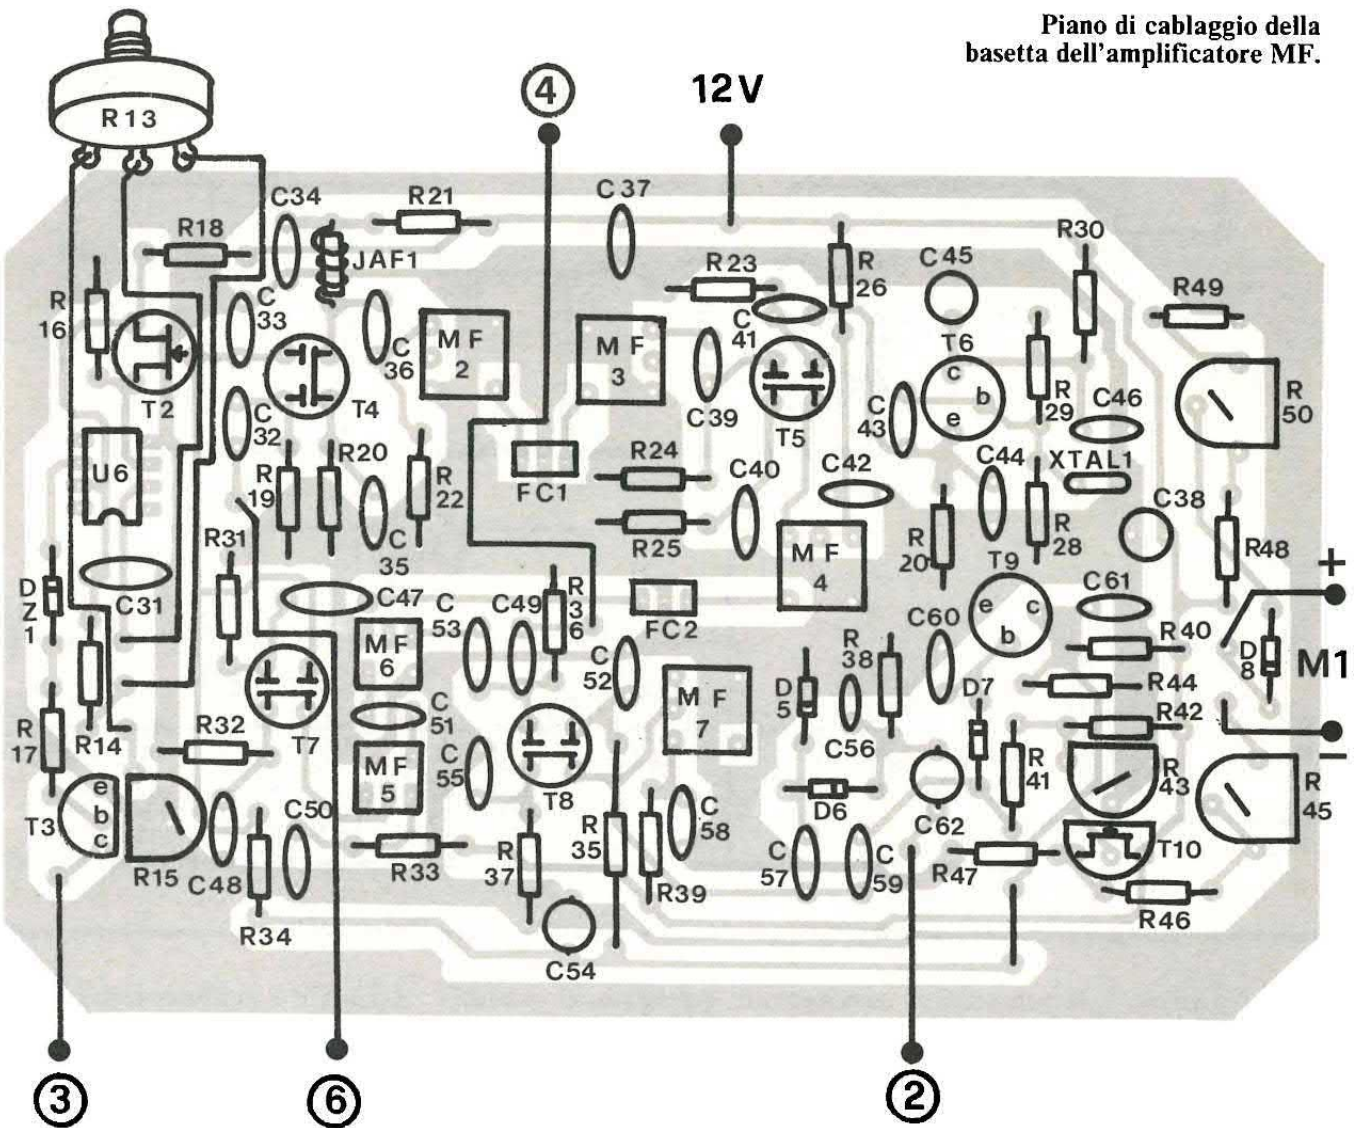 Piano di cablaggio della
basetta dell'amplificatore MF.
R13
4
12V
C34
R21
C37
R18
JAF1
R23
R
26
C45
R30
R49
R
16
C
33
C
36
MF
2
MF
3
C
41
T6
c
b
e
T2
T4
C39
T5
C
43
R
29
C46
R
50
C
32
U6
R
19
R20
R
22
FC1
R24
C40
C42
C44
XTAL1
C38
R31
C
35
R25
MF
4
R
20
R
28
R48
D
Z
1
C31
C47
C
53
C49
R
3
6
FC2
T9
e
c
b
C61
+
MF
6
C
52
R
38
C60
R40
D
8
M1
R
17
R14
R32
T7
C
51
MF
7
D
5
C56
D7
R44
R42
–
MF
5
C
55
T8
R
35
D6
R
41
R
43
R
45
T3
e
b
c
R15
C48
C50
R33
R
37
R39
C
58
C
57
C
59
C62
R47
T10
R34
C54
R46
3
6
2